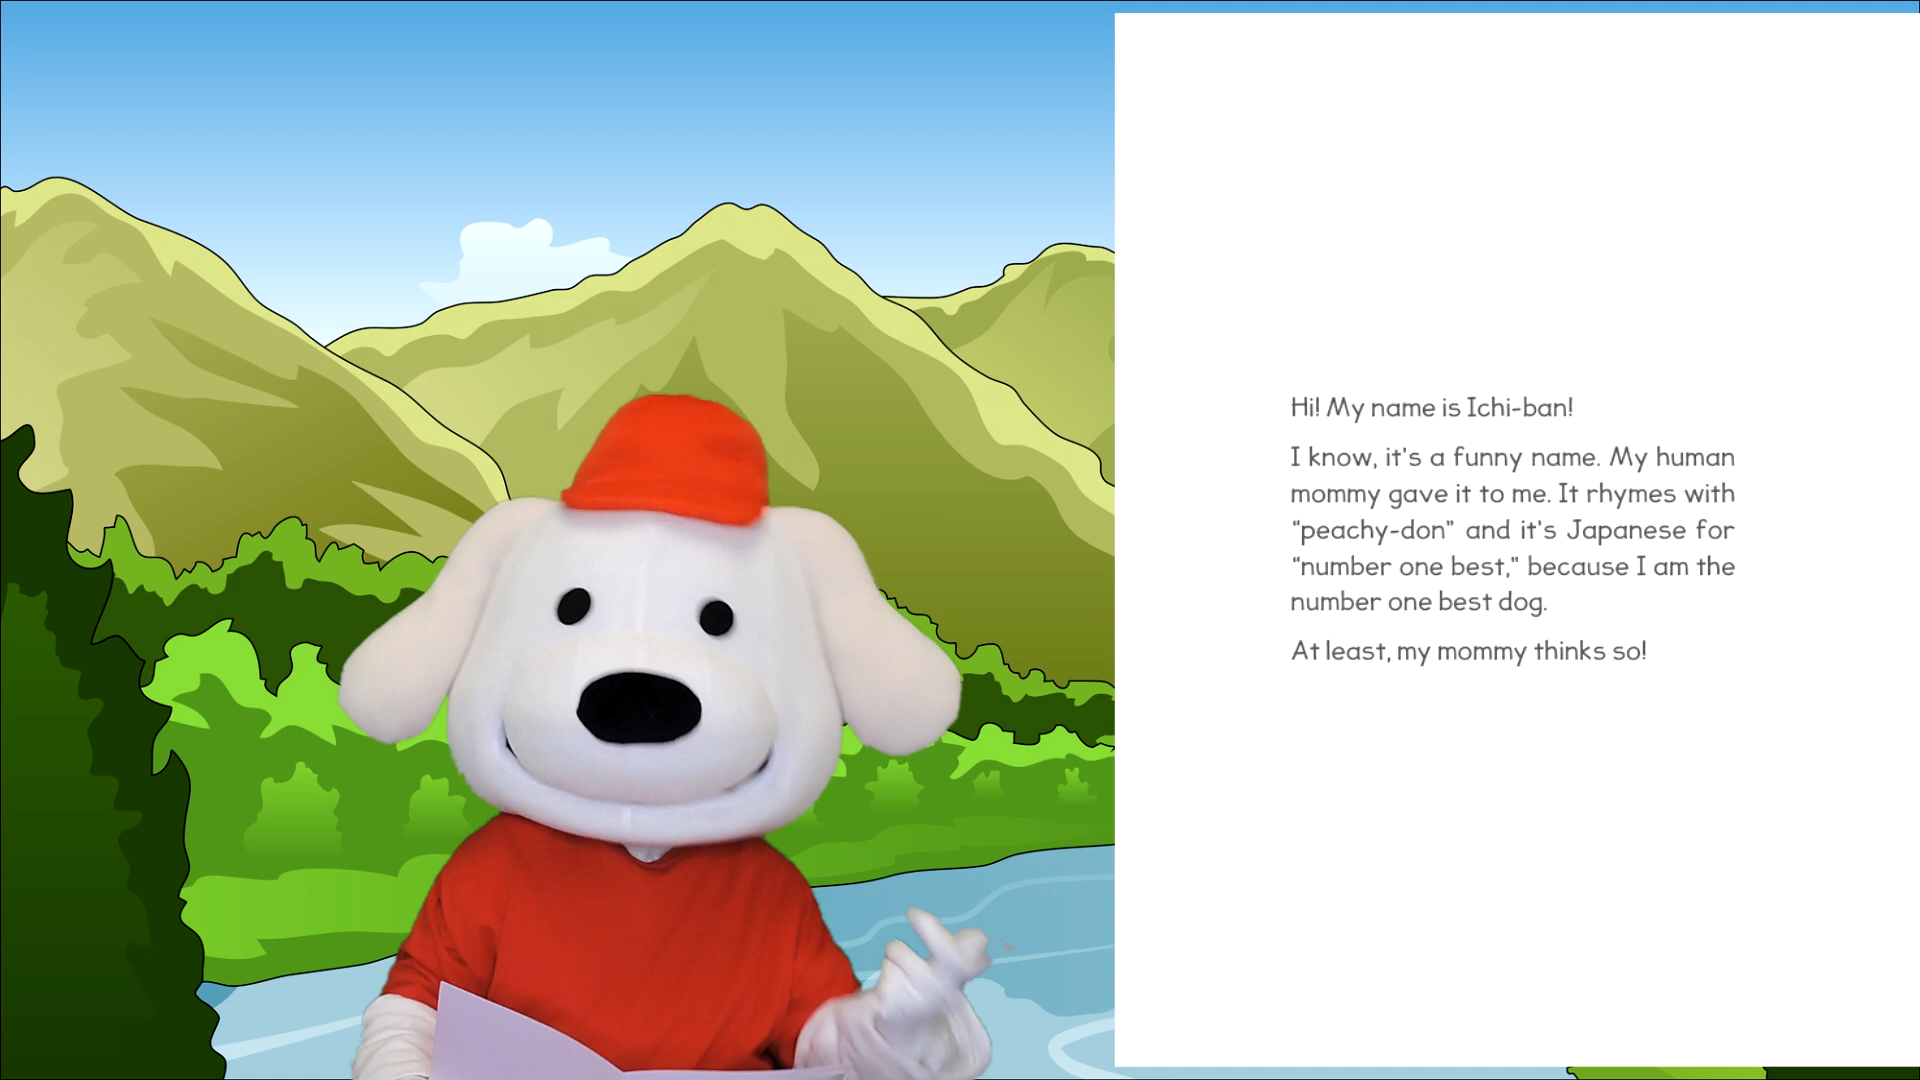 Hi! My name is Ichi-ban!
I know, it's a funny name. My human
mommy gave it to me. It rhymes with
“peachy-don” and it's Japanese for
“number one best,” because I am the
number one best dog.
At least, my mommy thinks so!